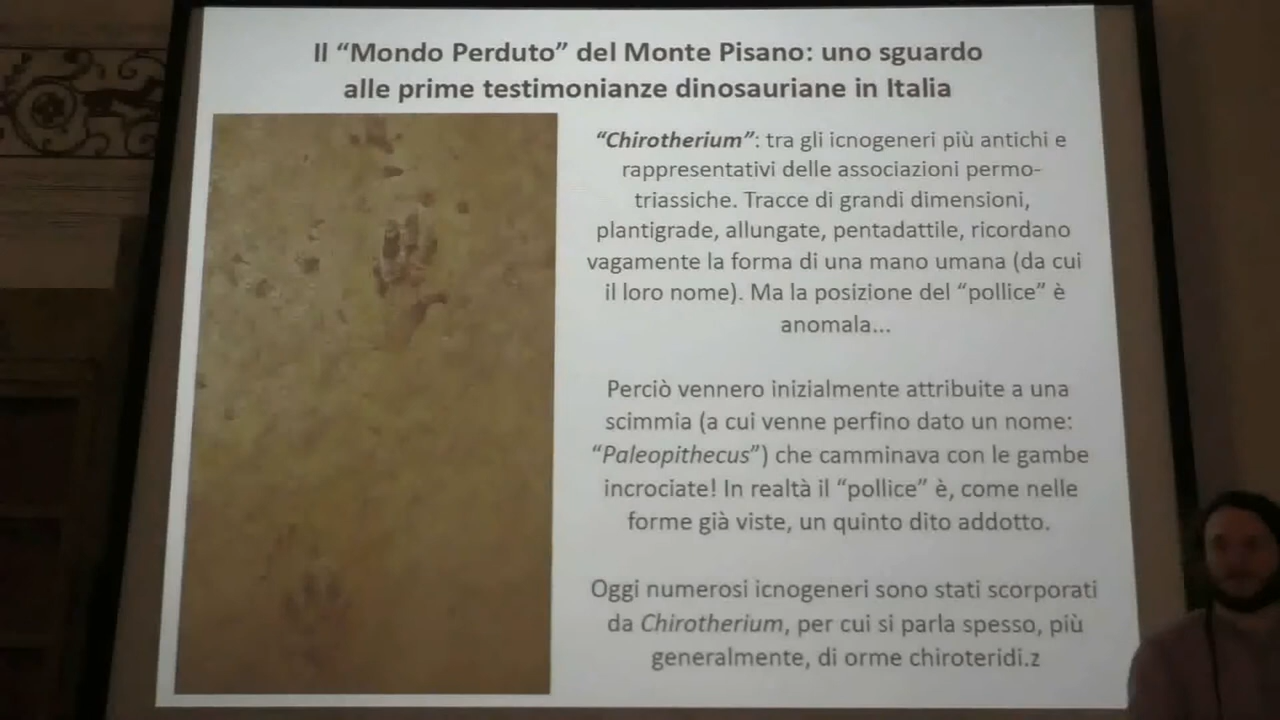 Il “Mondo Perduto” del Monte Pisano: uno sguardo
alle prime testimonianze dinosauriane in Italia
“Chirotherium”: tra gli icnogeneri più antichi e
rappresentativi delle associazioni permo-
triassiche. Tracce di grandi dimensioni,
plantigrade, allungate, pentadattile, ricordano
vagamente la forma di una mano umana (da cui
il loro nome). Ma la posizione del “pollice” è
anomala...
Perciò vennero inizialmente attribuite a una
scimmia (a cui venne perfino dato un nome:
“Paleopithecus”) che camminava con le gambe
incrociate! In realtà il “pollice” è, come nelle
forme già viste, un quinto dito addotto.
Oggi numerosi icnogeneri sono stati scorporati
da Chirotherium, per cui si parla spesso, più
generalmente, di orme chiroteridi.z